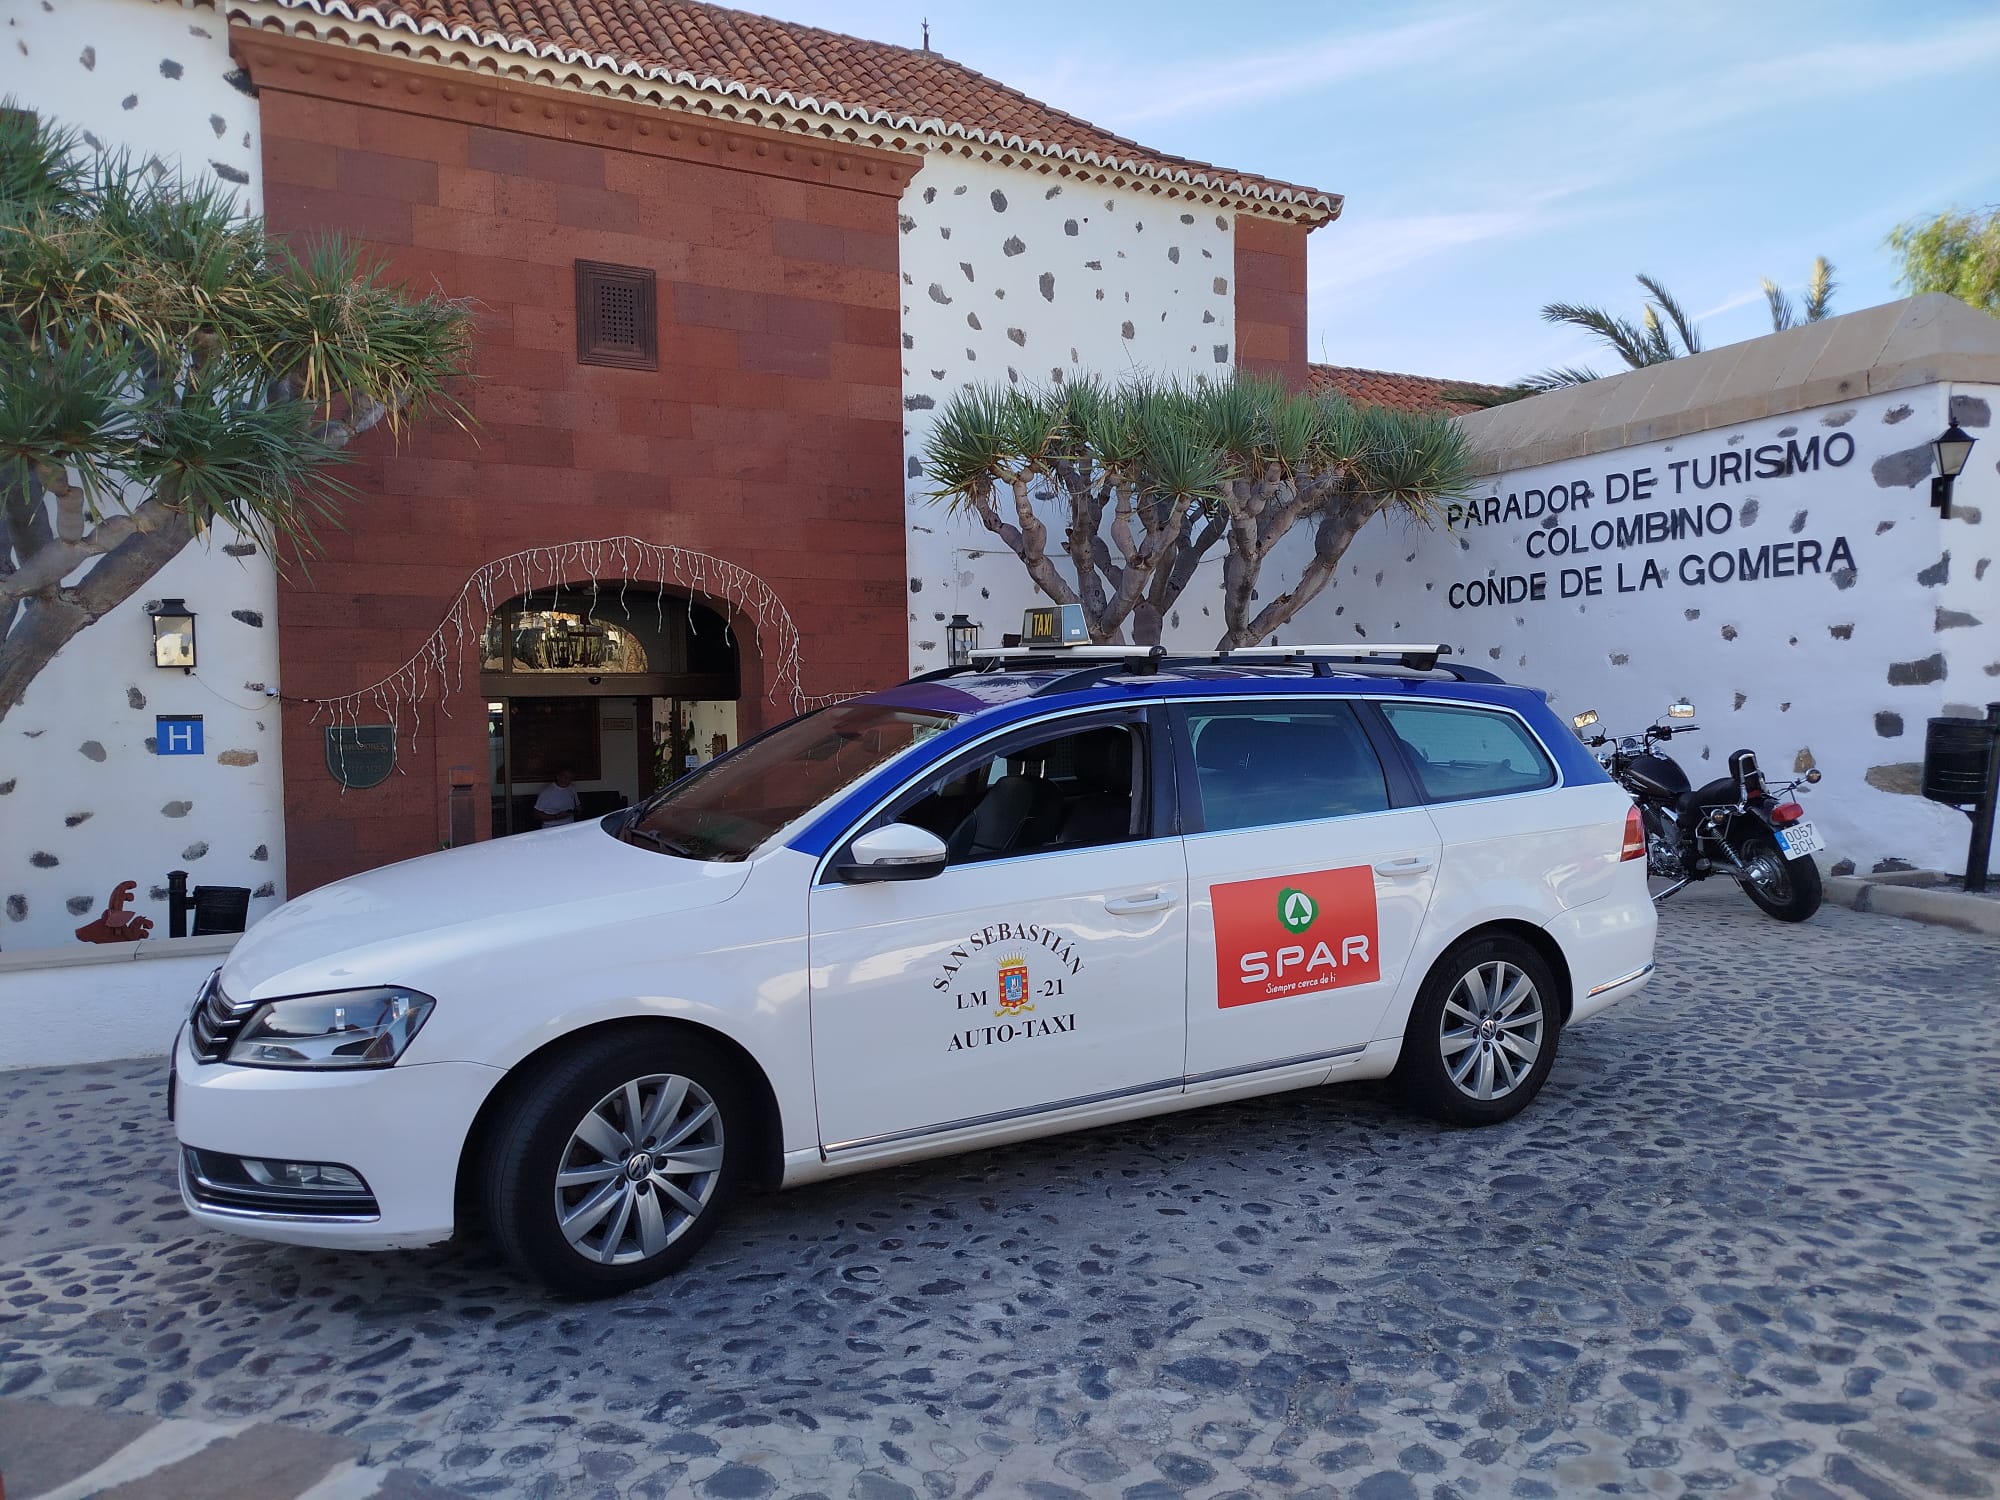 PARADOR DE TURISMO
COLOMBINO
CONDE DE LA GOMERA
TAXI
H
PARADORES
SAN SEBASTIÁN
LM -21
AUTO-TAXI
SPAR
Siempre cerca de ti
0057
BCH